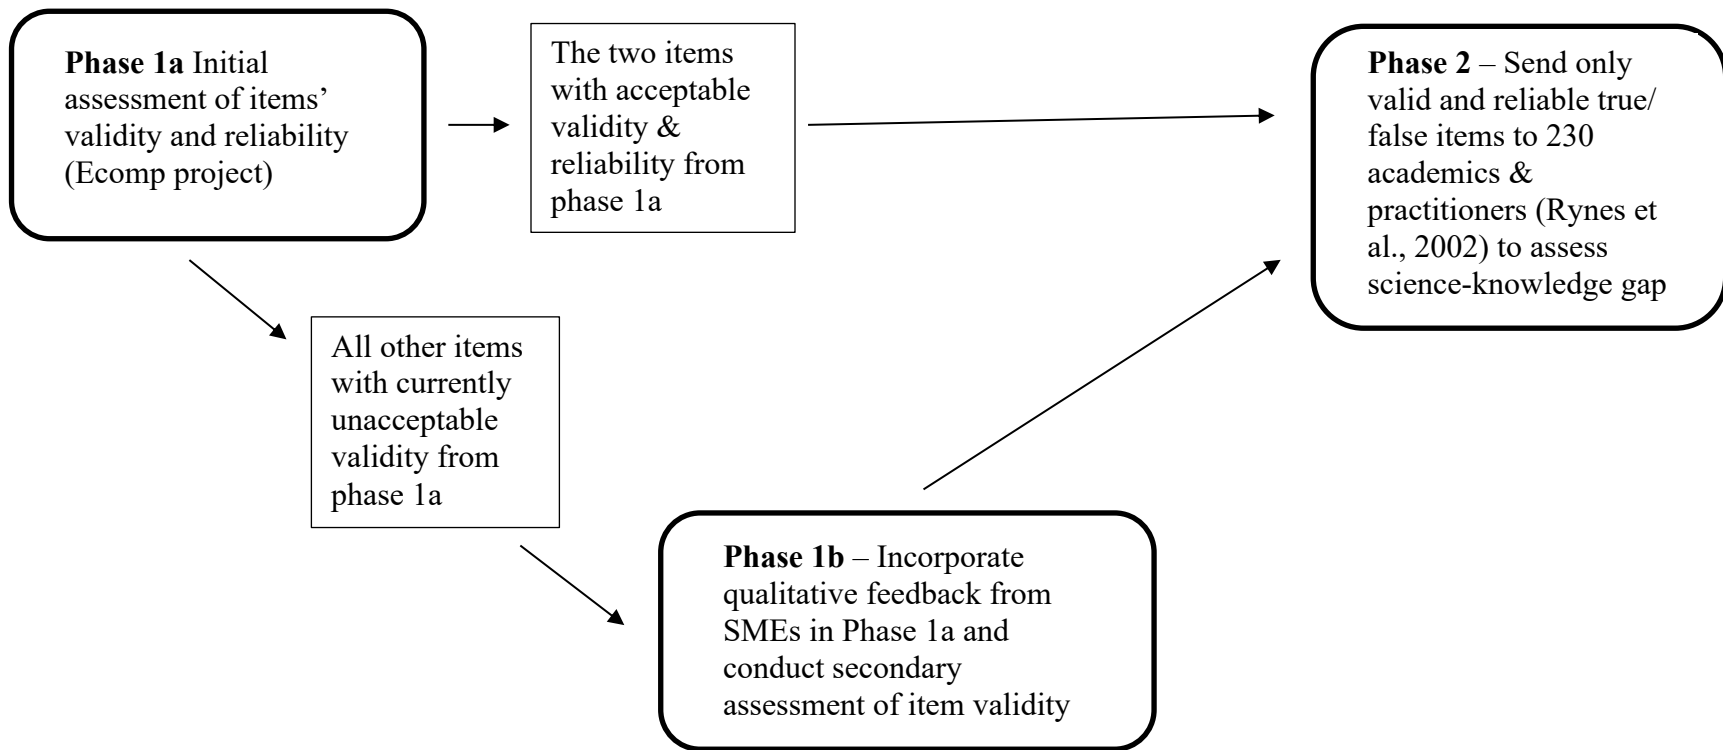 Phase 1a Initial
assessment of items’
validity and reliability
(Ecomp project)
The two items
with acceptable
validity &
reliability from
phase 1a
Phase 2 – Send only
valid and reliable true/
false items to 230
academics &
practitioners (Rynes et
al., 2002) to assess
science-knowledge gap
All other items
with currently
unacceptable
validity from
phase 1a
Phase 1b – Incorporate
qualitative feedback from
SMEs in Phase 1a and
conduct secondary
assessment of item validity